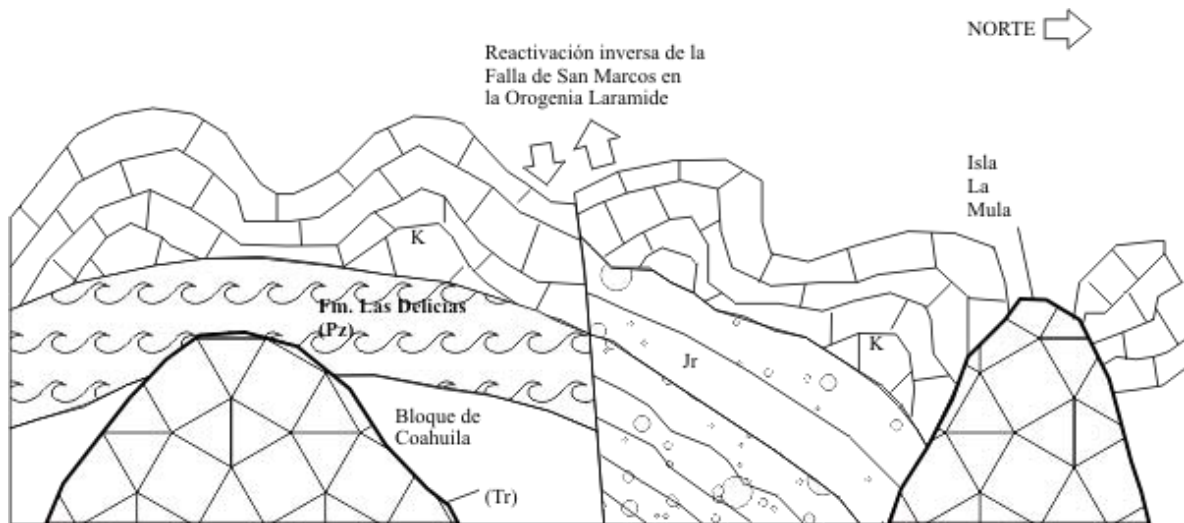 NORTE
Reactivación inversa de la
Falla de San Marcos en
la Orogenia Laramide
Isla
La
Mula
K
Fm. Las Delicias
(Pz)
K
Jr
Bloque de
Coahuila
(Tr)